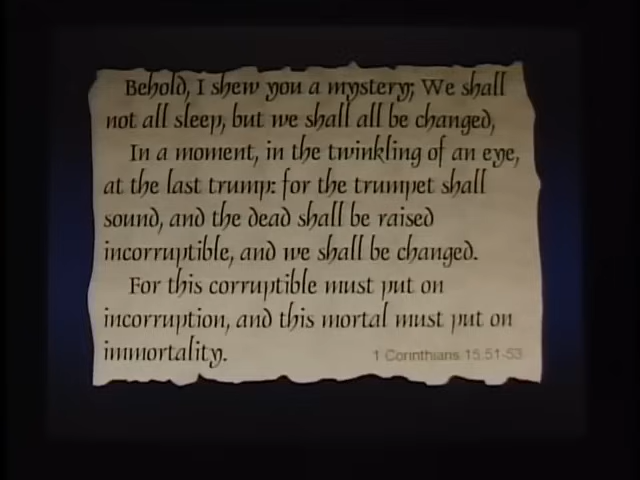 Behold, I shew you a mystery; We shall
not all sleep, but we shall all be changed,
In a moment, in the twinkling of an eye,
at the last trump: for the trumpet shall
sound, and the dead shall be raised
incorruptible, and we shall be changed.
For this corruptible must put on
incorruption, and this mortal must put on
immortality.
1 Corinthians 15:51-53